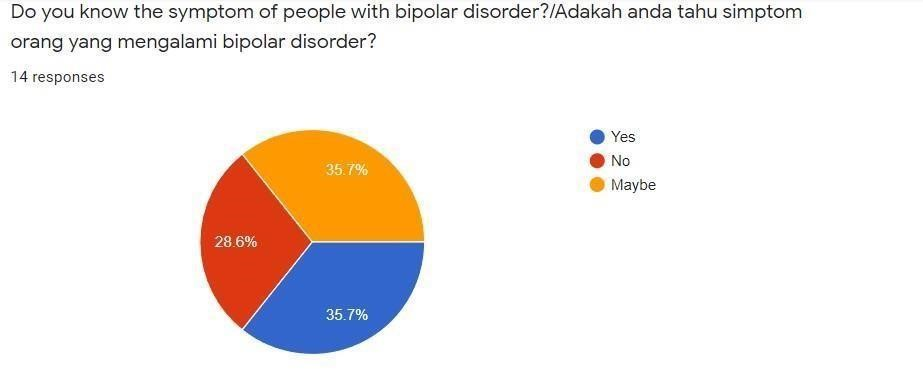 Do you know the symptom of people with bipolar disorder?/Adakah anda tahu simptom
orang yang mengalami bipolar disorder?
14 responses
Yes
No
Maybe
35.7%
28.6%
35.7%